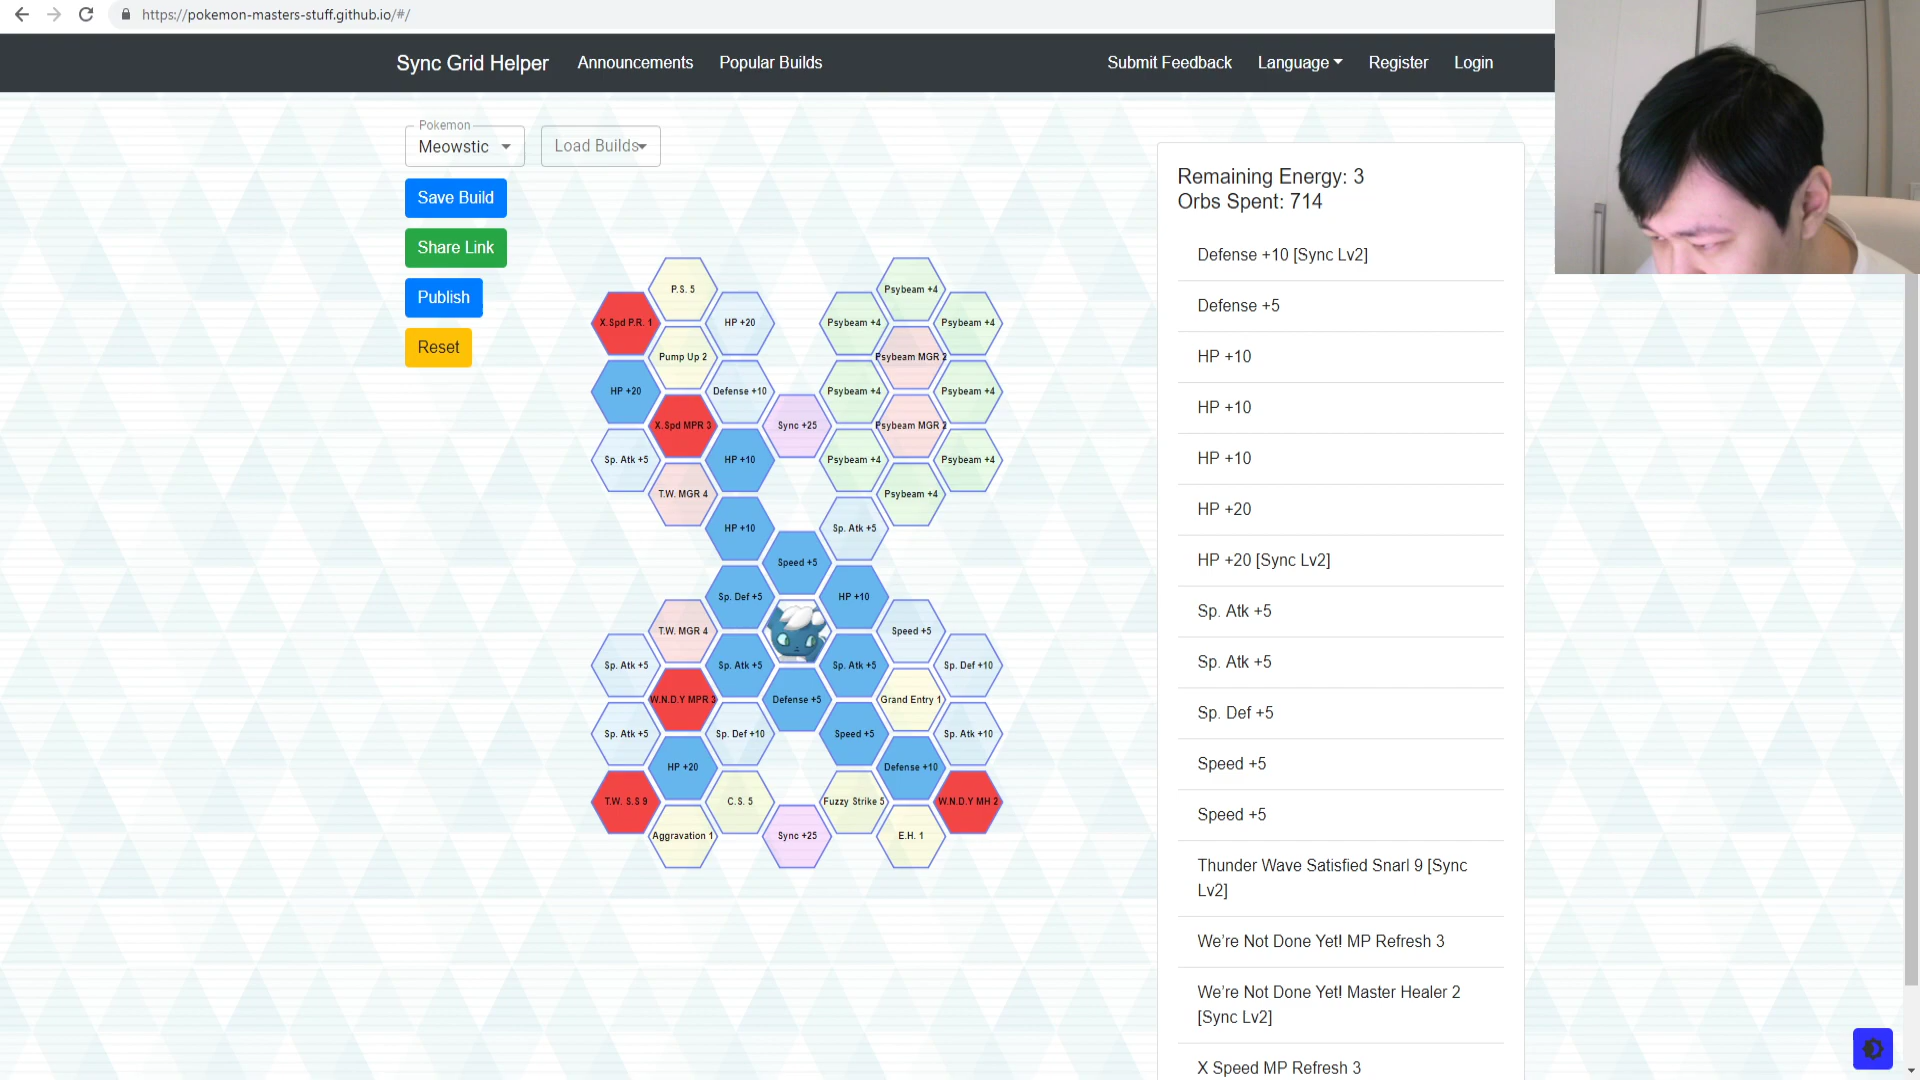 https://pokemon-masters-stuff.github.io/#/
Sync Grid Helper
Announcements
Popular Builds
Submit Feedback
Language
Register
Login
Pokemon
Meowstic
Load Builds
Save Build
Share Link
Publish
Reset
P.S. 5
Psybeam +4
X.Spd P.R. 1
HP +20
Psybeam +4
Psybeam +4
Pump Up 2
Psybeam MGR 2
HP +20
Defense +10
Psybeam +4
Psybeam +4
X.Spd MPR 3
Sync +25
Psybeam MGR 2
Sp. Atk +5
HP +10
Psybeam +4
Psybeam +4
T.W. MGR 4
Psybeam +4
HP +10
Sp. Atk +5
Speed +5
Sp. Def +5
HP +10
T.W. MGR 4
Speed +5
Sp. Atk +5
Sp. Atk +5
Sp. Atk +5
Sp. Def +10
W.N.D.Y MPR 3
Defense +5
Grand Entry 1
Sp. Atk +5
Sp. Def +10
Speed +5
Sp. Atk +10
HP +20
Defense +10
T.W. S.S 9
C.S. 5
Fuzzy Strike 5
W.N.D.Y MH 2
Aggravation 1
Sync +25
E.H. 1
Remaining Energy: 3
Orbs Spent: 714
Defense +10 [Sync Lv2]
Defense +5
HP +10
HP +10
HP +10
HP +20
HP +20 [Sync Lv2]
Sp. Atk +5
Sp. Atk +5
Sp. Def +5
Speed +5
Speed +5
Thunder Wave Satisfied Snarl 9 [Sync
Lv2]
We’re Not Done Yet! MP Refresh 3
We’re Not Done Yet! Master Healer 2
[Sync Lv2]
X Speed MP Refresh 3